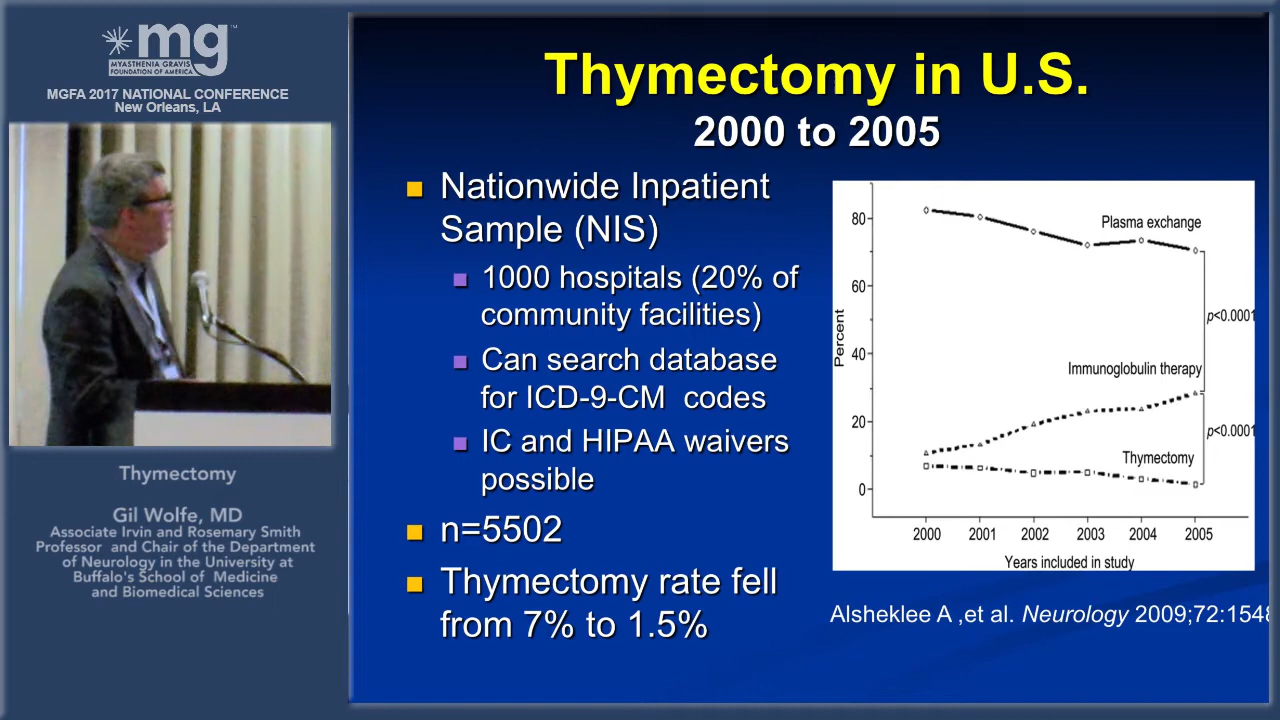 mg
MYASTHENIA GRAVIS
FOUNDATION OF AMERICA
MGFA 2017 NATIONAL CONFERENCE
New Orleans, LA
Thymectomy
Gil Wolfe, MD
Associate Irvin and Rosemary Smith
Professor and Chair of the Department
of Neurology in the University at
Buffalo's School of Medicine
and Biomedical Sciences
Thymectomy in U.S.
2000 to 2005
Nationwide Inpatient
Sample (NIS)
1000 hospitals (20% of
community facilities)
Can search database
for ICD-9-CM codes
IC and HIPAA waivers
possible
n=5502
Thymectomy rate fell
from 7% to 1.5%
Percent
80
60
40
20
0
Plasma exchange
p<0.0001
Immunoglobulin therapy
p<0.0001
Thymectomy
2000 2001 2002 2003 2004 2005
Years included in study
Alsheklee A ,et al. Neurology 2009;72:1548